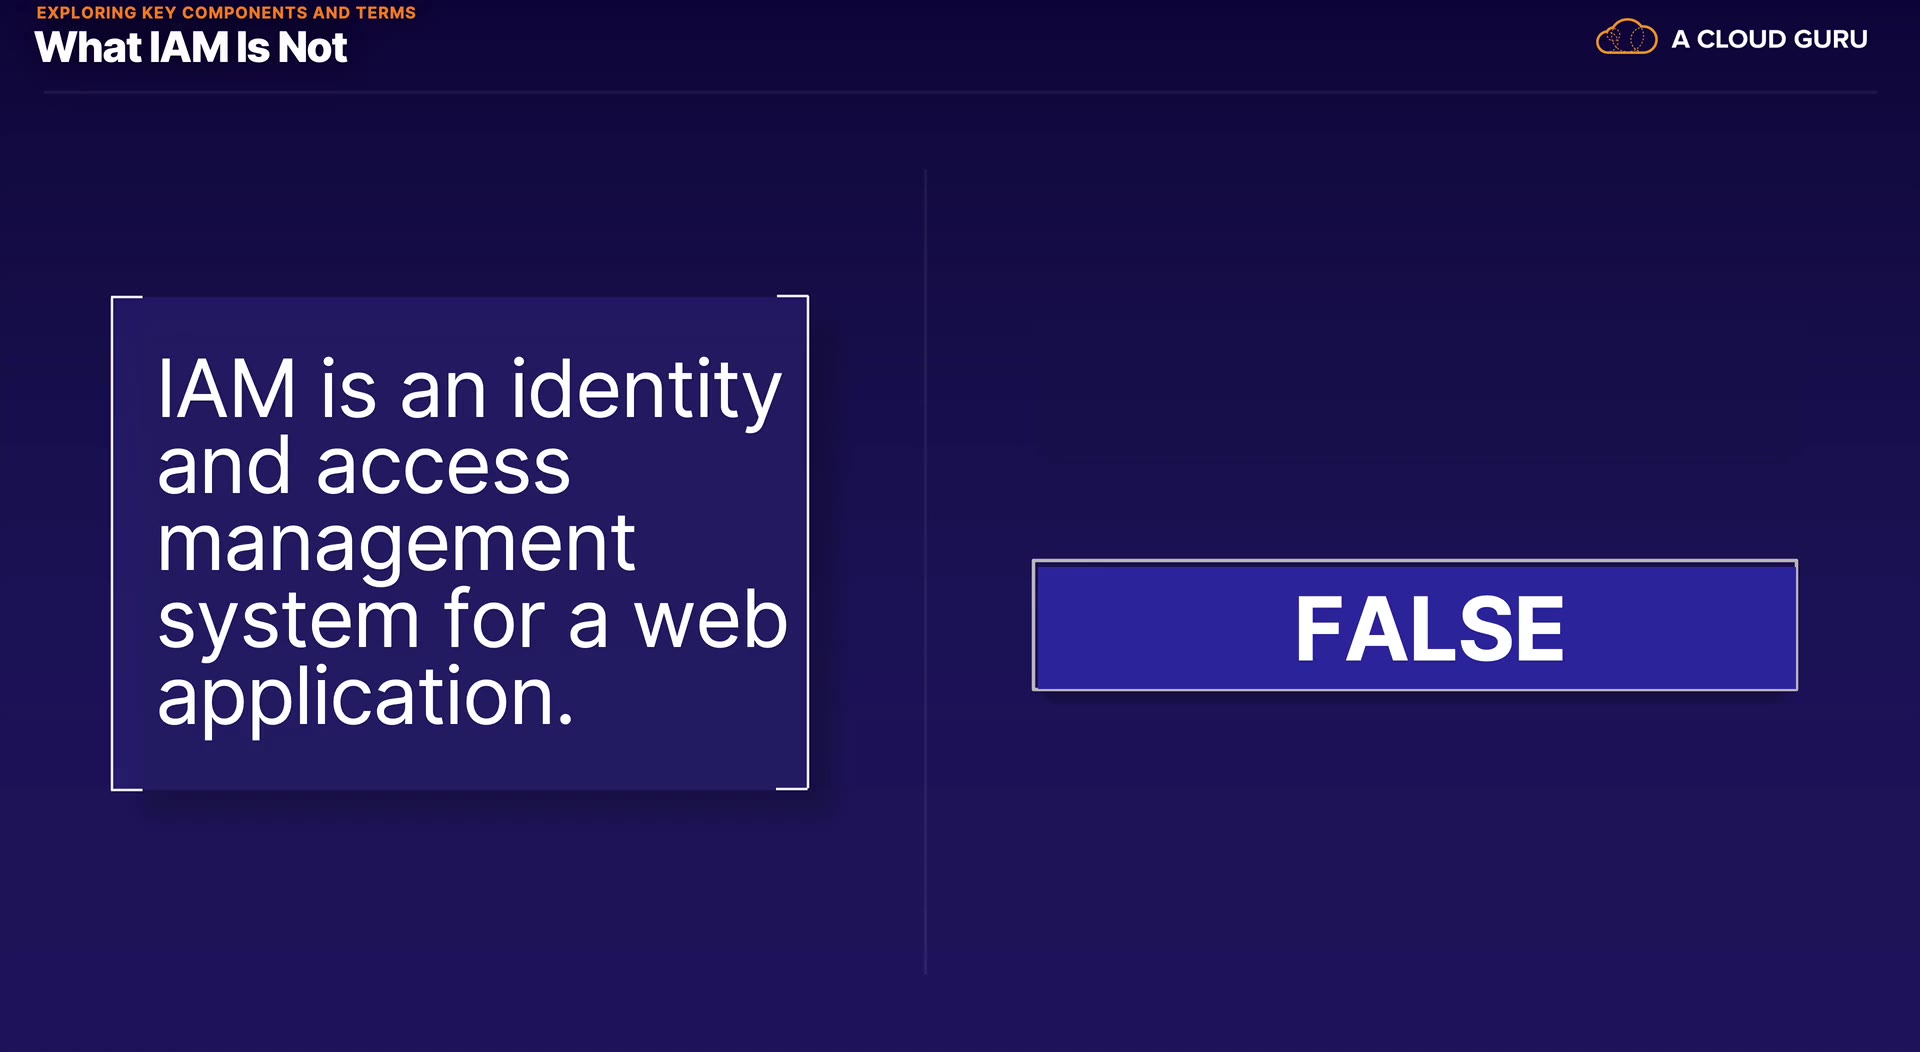 EXPLORING KEY COMPONENTS AND TERMS
What IAM Is Not
A CLOUD GURU
IAM is an identity
and access
management
system for a web
application.
FALSE